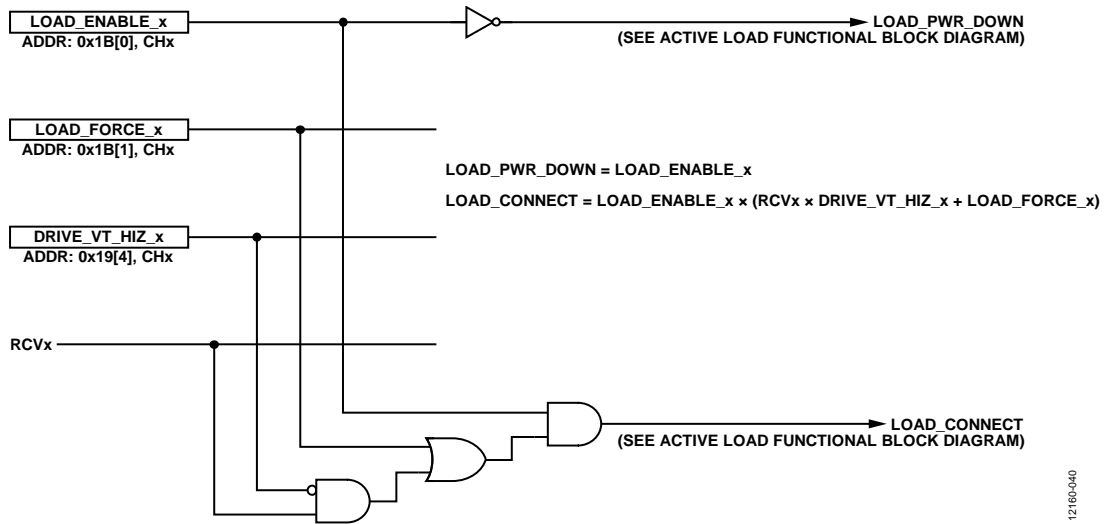 LOAD_ENABLE_x
ADDR: 0x1B[0], CHx
LOAD_PWR_DOWN
(SEE ACTIVE LOAD FUNCTIONAL BLOCK DIAGRAM)
LOAD_FORCE_x
ADDR: 0x1B[1], CHx
LOAD_PWR_DOWN = LOAD_ENABLE_x
LOAD_CONNECT = LOAD_ENABLE_x × (RCVx × DRIVE_VT_HIZ_x + LOAD_FORCE_x)
DRIVE_VT_HIZ_x
ADDR: 0x19[4], CHx
RCVx
LOAD_CONNECT
(SEE ACTIVE LOAD FUNCTIONAL BLOCK DIAGRAM)
12160-040